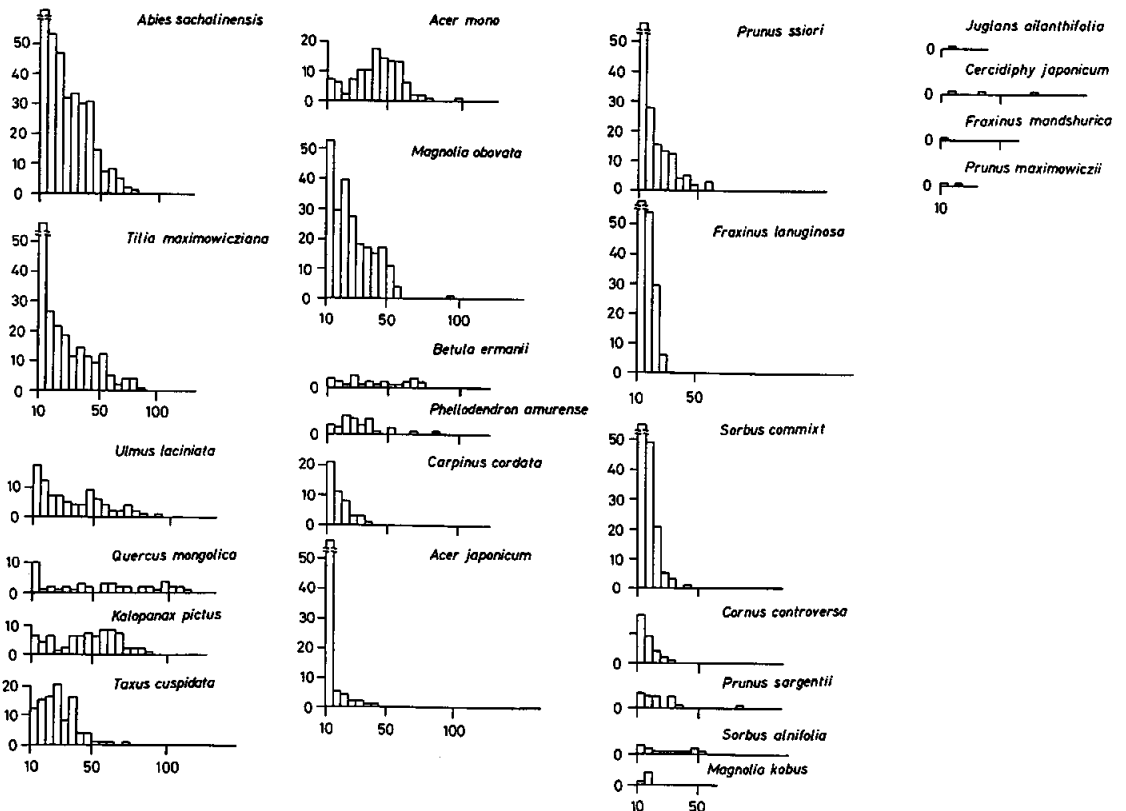 Abies sachalinensis
50
40
30
20
10
0
Tilia maximowicziana
50
40
30
20
10
0
10 50 100
Ulmus laciniata
10
0
Quercus mongolica
10
0
Kalopanax pictus
10
0
Taxus cuspidata
20
10
0
10 50 100
Acer mono
20
10
0
Magnolia obovata
50
40
30
20
10
0
10 50 100
Betula ermanii
0
Phellodendron amurense
0
Carpinus cordata
20
10
0
Acer japonicum
50
40
30
20
10
0
10 50 100
Prunus ssiori
50
40
30
20
10
0
Fraxinus lanuginosa
50
40
30
20
10
0
10 50
Sorbus commixt
50
40
30
20
10
0
Cornus controversa
0
Prunus sargentii
0
Sorbus alnifolia
0
Magnolia kobus
0
10 50
Juglans ailanthifolia
0
Cercidiphy japonicum
0
Fraxinus mandshurica
0
Prunus maximowiczii
0
10